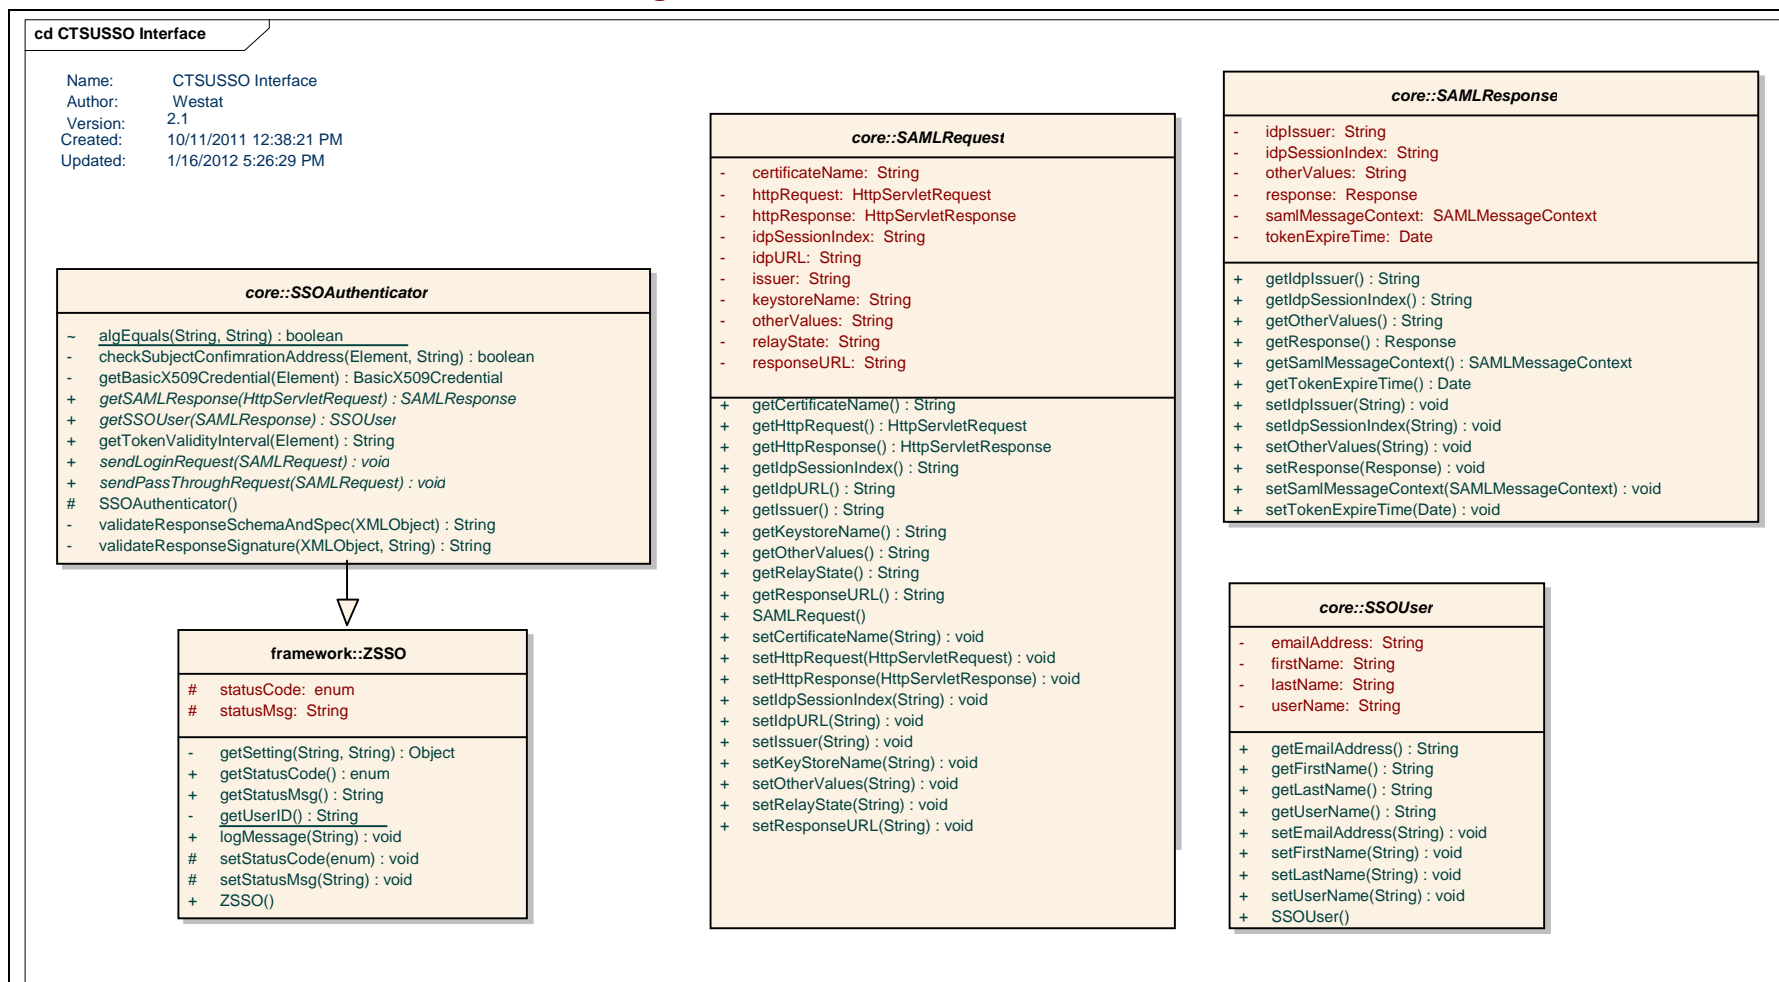 cd CTSUSSO Interface
Name: CTSUSSO Interface
Author: Westat
Version: 2.1
Created: 10/11/2011 12:38:21 PM
Updated: 1/16/2012 5:26:29 PM
core::SSOAuthenticator
~ algEquals(String, String) : boolean
- checkSubjectConfimrationAddress(Element, String) : boolean
- getBasicX509Credential(Element) : BasicX509Credential
+ getSAMLResponse(HttpServletRequest) : SAMLResponse
+ getSSOUser(SAMLResponse) : SSOUser
+ getTokenValidityInterval(Element) : String
+ sendLoginRequest(SAMLRequest) : void
+ sendPassThroughRequest(SAMLRequest) : void
# SSOAuthenticator()
- validateResponseSchemaAndSpec(XMLObject) : String
- validateResponseSignature(XMLObject, String) : String
framework::ZSSO
# statusCode: enum
# statusMsg: String
- getSetting(String, String) : Object
+ getStatusCode() : enum
+ getStatusMsg() : String
- getUserID() : String
+ logMessage(String) : void
# setStatusCode(enum) : void
# setStatusMsg(String) : void
+ ZSSO()
core::SAMLRequest
- certificateName: String
- httpRequest: HttpServletRequest
- httpResponse: HttpServletResponse
- idpSessionIndex: String
- idpURL: String
- issuer: String
- keystoreName: String
- otherValues: String
- relayState: String
- responseURL: String
+ getCertificateName() : String
+ getHttpRequest() : HttpServletRequest
+ getHttpResponse() : HttpServletResponse
+ getIdpSessionIndex() : String
+ getIdpURL() : String
+ getIssuer() : String
+ getKeystoreName() : String
+ getOtherValues() : String
+ getRelayState() : String
+ getResponseURL() : String
+ SAMLRequest()
+ setCertificateName(String) : void
+ setHttpRequest(HttpServletRequest) : void
+ setHttpResponse(HttpServletResponse) : void
+ setIdpSessionIndex(String) : void
+ setIdpURL(String) : void
+ setIssuer(String) : void
+ setKeyStoreName(String) : void
+ setOtherValues(String) : void
+ setRelayState(String) : void
+ setResponseURL(String) : void
core::SAMLResponse
- idpIssuer: String
- idpSessionIndex: String
- otherValues: String
- response: Response
- samlMessageContext: SAMLMessageContext
- tokenExpireTime: Date
+ getIdpIssuer() : String
+ getIdpSessionIndex() : String
+ getOtherValues() : String
+ getResponse() : Response
+ getSamlMessageContext() : SAMLMessageContext
+ getTokenExpireTime() : Date
+ setIdpIssuer(String) : void
+ setIdpSessionIndex(String) : void
+ setOtherValues(String) : void
+ setResponse(Response) : void
+ setSamlMessageContext(SAMLMessageContext) : void
+ setTokenExpireTime(Date) : void
core::SSOUser
- emailAddress: String
- firstName: String
- lastName: String
- userName: String
+ getEmailAddress() : String
+ getFirstName() : String
+ getLastName() : String
+ getUserName() : String
+ setEmailAddress(String) : void
+ setFirstName(String) : void
+ setLastName(String) : void
+ setUserName(String) : void
+ SSOUser()